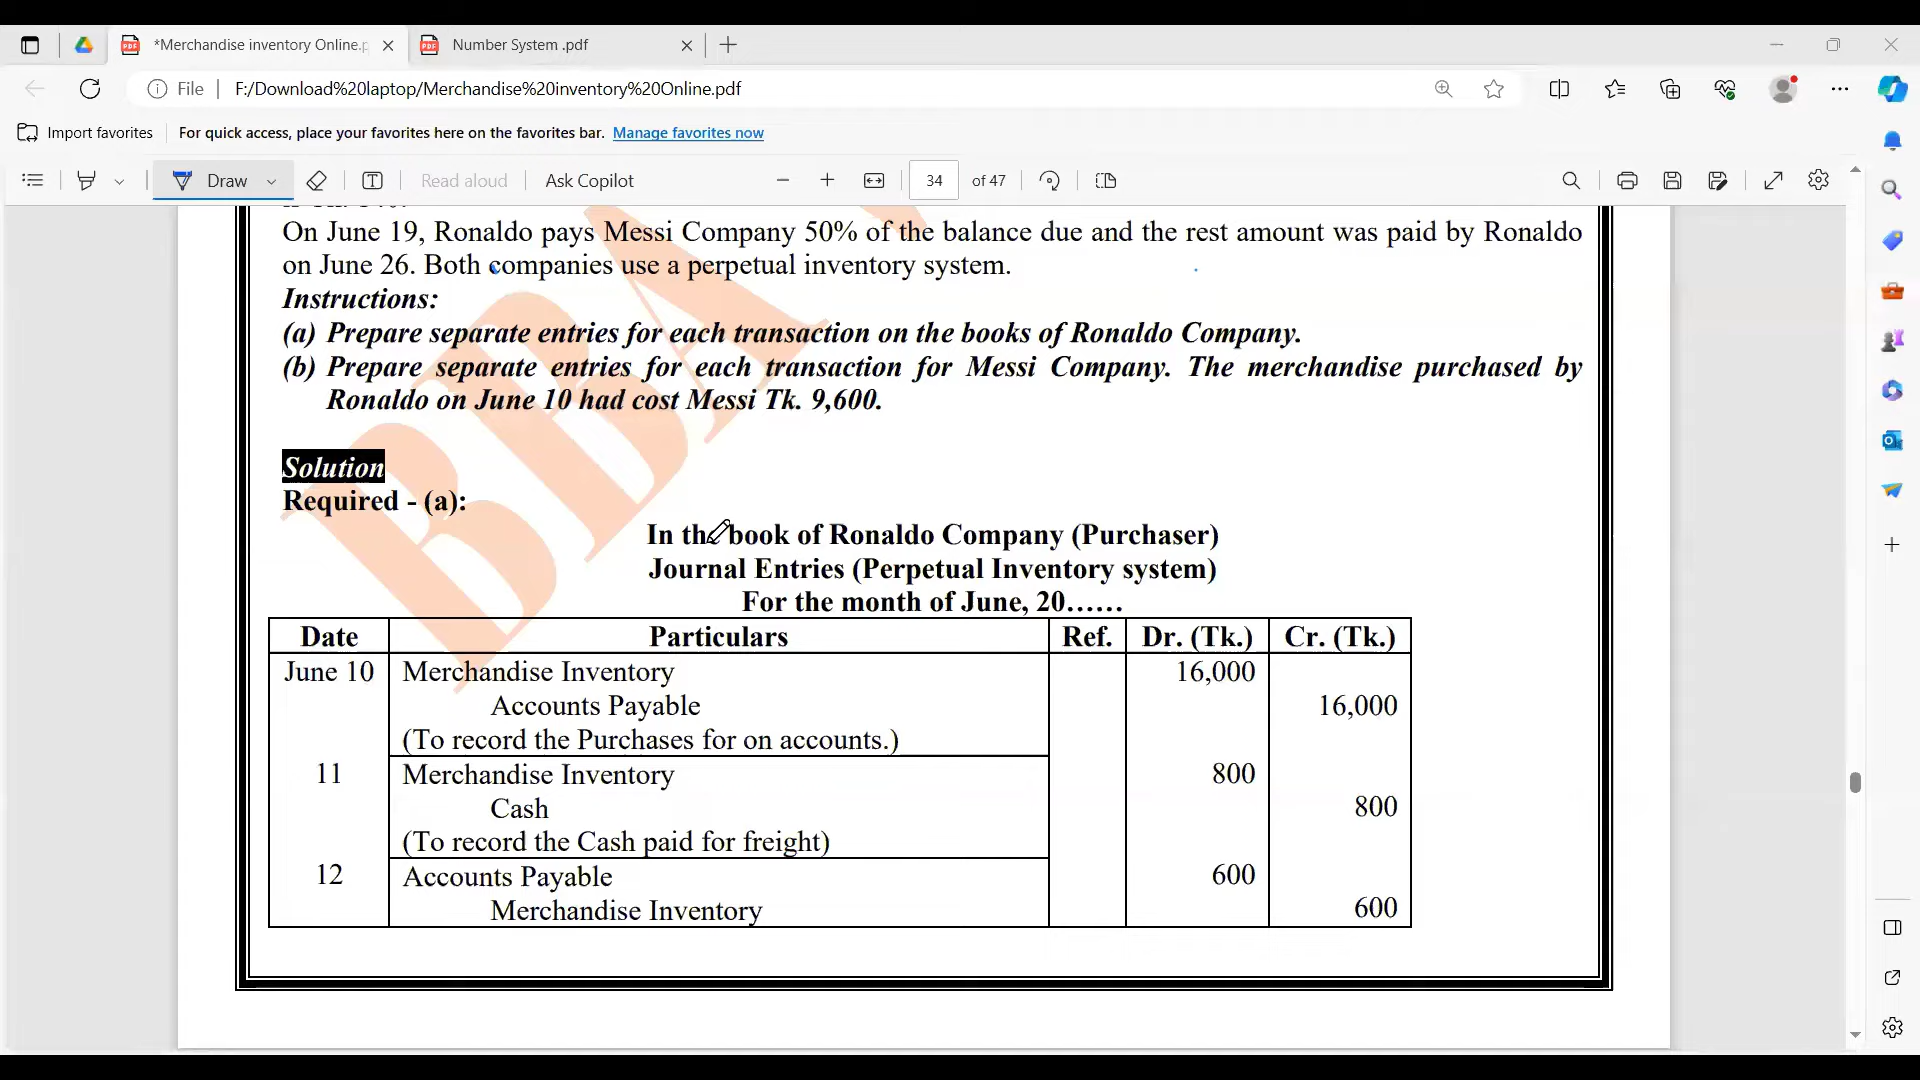 *Merchandise inventory Online.p
Number System .pdf
File
F:/Download%20laptop/Merchandise%20inventory%20Online.pdf
Import favorites
For quick access, place your favorites here on the favorites bar. Manage favorites now
Draw
Read aloud
Ask Copilot
34
of 47
On June 19, Ronaldo pays Messi Company 50% of the balance due and the rest amount was paid by Ronaldo
on June 26. Both companies use a perpetual inventory system.
Instructions:
(a) Prepare separate entries for each transaction on the books of Ronaldo Company.
(b) Prepare separate entries for each transaction for Messi Company. The merchandise purchased by
Ronaldo on June 10 had cost Messi Tk. 9,600.
Solution
Required - (a):
In the book of Ronaldo Company (Purchaser)
Journal Entries (Perpetual Inventory system)
For the month of June, 20……
Date Particulars Ref. Dr. (Tk.) Cr. (Tk.)
June 10 Merchandise Inventory 16,000
Accounts Payable 16,000
(To record the Purchases for on accounts.)
11 Merchandise Inventory 800
Cash 800
(To record the Cash paid for freight)
12 Accounts Payable 600
Merchandise Inventory 600
BBA